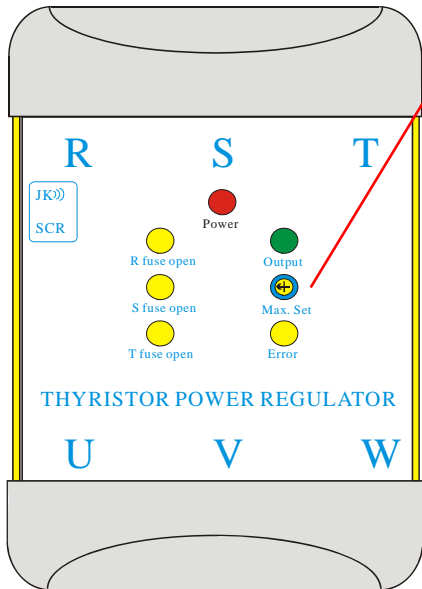 R S T
JK
SCR
Power
R fuse open Output
S fuse open Max. Set
T fuse open Error
THYRISTOR POWER REGULATOR
U V W